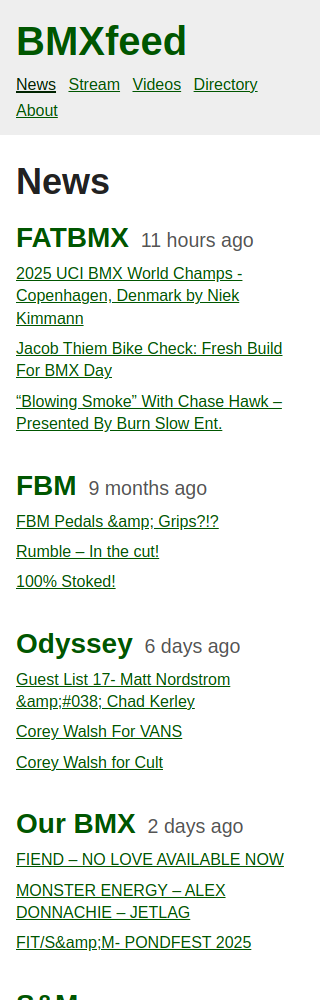 BMXfeed
News Stream Videos Directory
About
News
FATBMX 11 hours ago
2025 UCI BMX World Champs -
Copenhagen, Denmark by Niek
Kimmann
Jacob Thiem Bike Check: Fresh Build
For BMX Day
“Blowing Smoke” With Chase Hawk –
Presented By Burn Slow Ent.
FBM 9 months ago
FBM Pedals &amp; Grips?!?
Rumble – In the cut!
100% Stoked!
Odyssey 6 days ago
Guest List 17- Matt Nordstrom
&amp;#038; Chad Kerley
Corey Walsh For VANS
Corey Walsh for Cult
Our BMX 2 days ago
FIEND – NO LOVE AVAILABLE NOW
MONSTER ENERGY – ALEX
DONNACHIE – JETLAG
FIT/S&amp;M- PONDFEST 2025
S&M